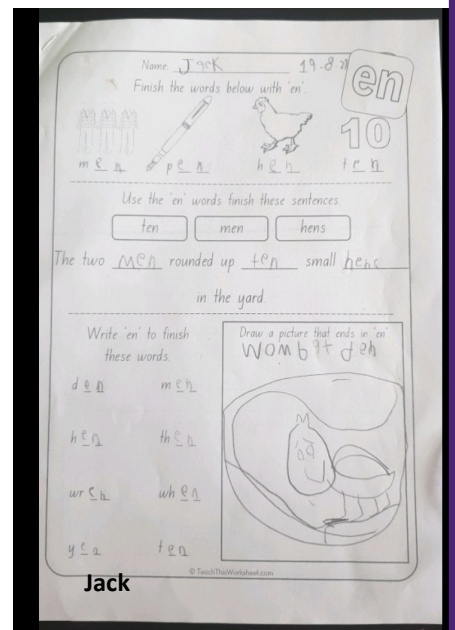 Name: Jack 19-8-21
en
Finish the words below with 'en'.
10
men pen hen ten
Use the 'en' words finish these sentences
ten men hens
The two men rounded up ten small hens
in the yard.
Write 'en' to finish
these words.
den men
hen then
wren when
yen ten
Draw a picture that ends in 'en'
Wombat den
© TeachThisWorksheet.com
Jack